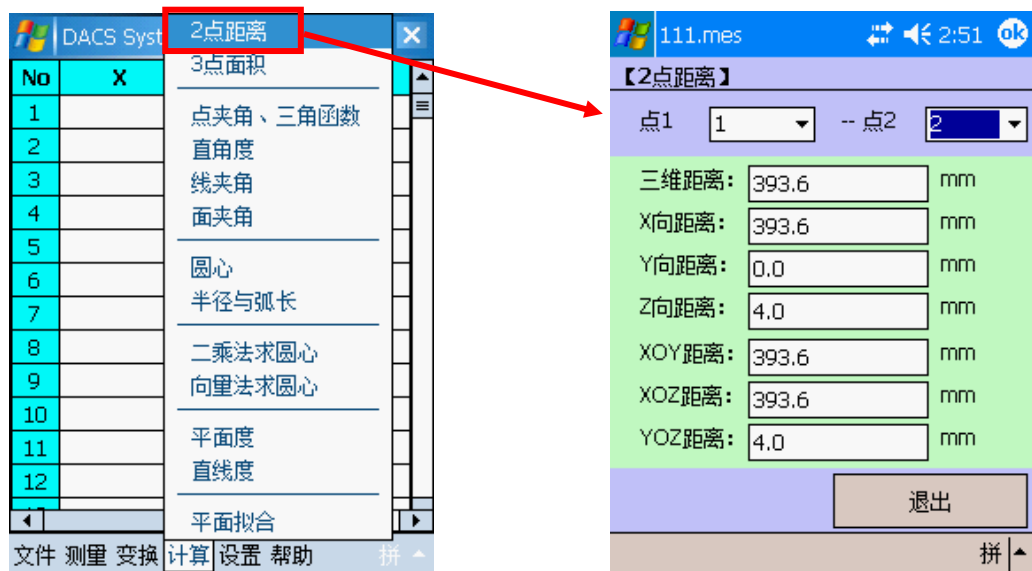 DACS Syst
No X
1
2
3
4
5
6
7
8
9
10
11
12
2点距离
3点面积
点夹角、三角函数
直角度
线夹角
面夹角
圆心
半径与弧长
二乘法求圆心
向量法求圆心
平面度
直线度
平面拟合
文件 测量 变换 计算 设置 帮助 拼
111.mes 2:51 ok
【2点距离】
点1 1 -- 点2 2
三维距离: 393.6 mm
X向距离: 393.6 mm
Y向距离: 0.0 mm
Z向距离: 4.0 mm
XOY距离: 393.6 mm
XOZ距离: 393.6 mm
YOZ距离: 4.0 mm
退出
拼